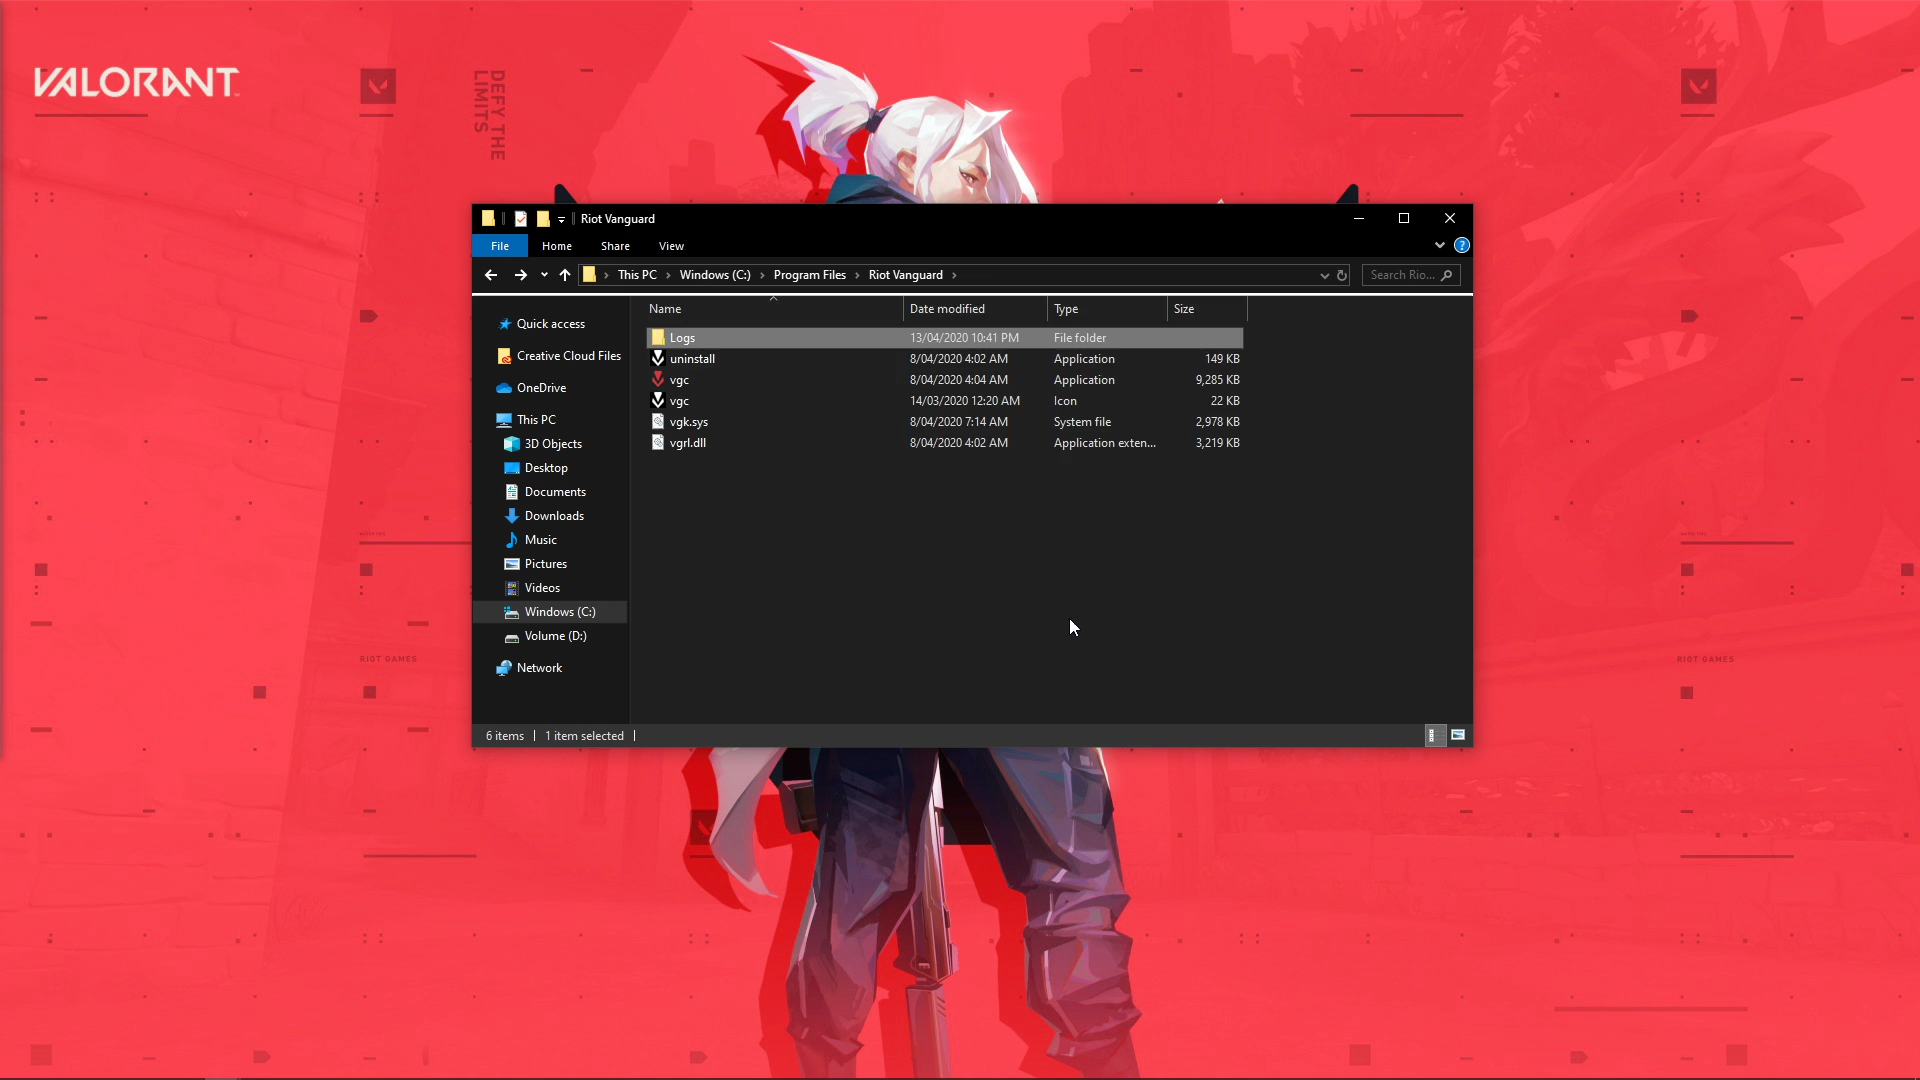 VALORANT
DEFY THE
LIMITS
Riot Vanguard
File Home Share View
This PC Windows (C:) Program Files Riot Vanguard
Search Rio...
Name Date modified Type Size
Logs 13/04/2020 10:41 PM File folder
uninstall 8/04/2020 4:02 AM Application 149 KB
vgc 8/04/2020 4:04 AM Application 9,285 KB
vgc 14/03/2020 12:20 AM Icon 22 KB
vgk.sys 8/04/2020 7:14 AM System file 2,978 KB
vgrl.dll 8/04/2020 4:02 AM Application exten... 3,219 KB
Quick access
Creative Cloud Files
OneDrive
This PC
3D Objects
Desktop
Documents
Downloads
Music
Pictures
Videos
Windows (C:)
Volume (D:)
Network
6 items 1 item selected
RIOT GAMES
RIOT GAMES